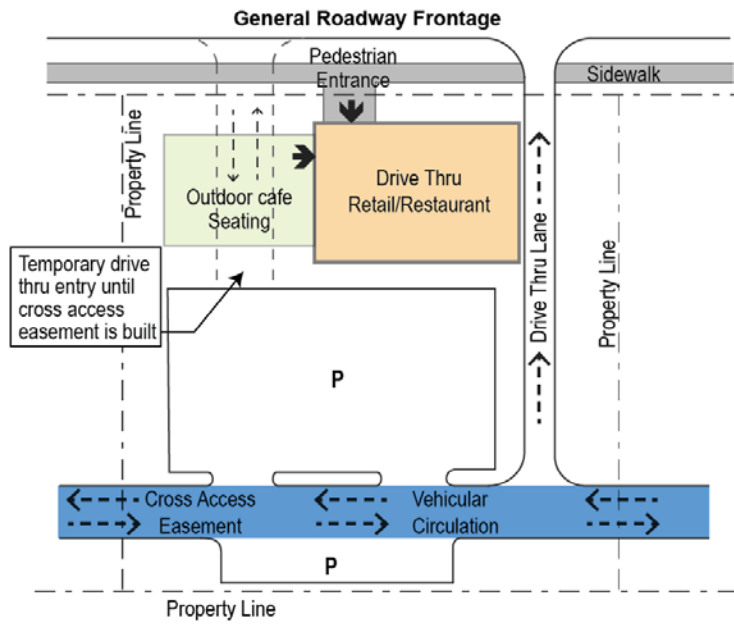 General Roadway Frontage
Pedestrian
Entrance
Sidewalk
Property Line
Outdoor cafe
Seating
Drive Thru
Retail/Restaurant
Drive Thru Lane
Property Line
Temporary drive
thru entry until
cross access
easement is built
P
Cross Access
Easement
Vehicular
Circulation
P
Property Line